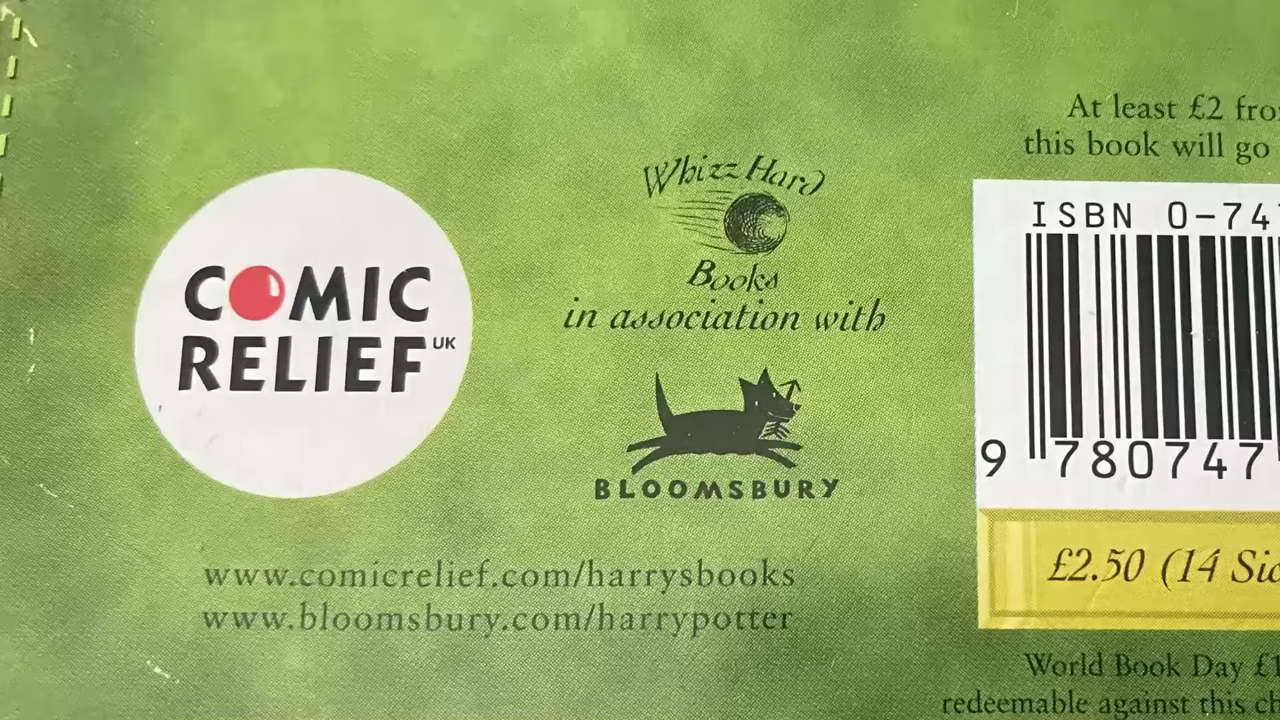 COMIC
RELIEF UK
Whizz Hard
Books
in association with
BLOOMSBURY
www.comicrelief.com/harrysbooks
www.bloomsbury.com/harrypotter
At least £2
this book will go
ISBN 0-74
9 780747
£2.50 (14
World Book Day
redeemable against this